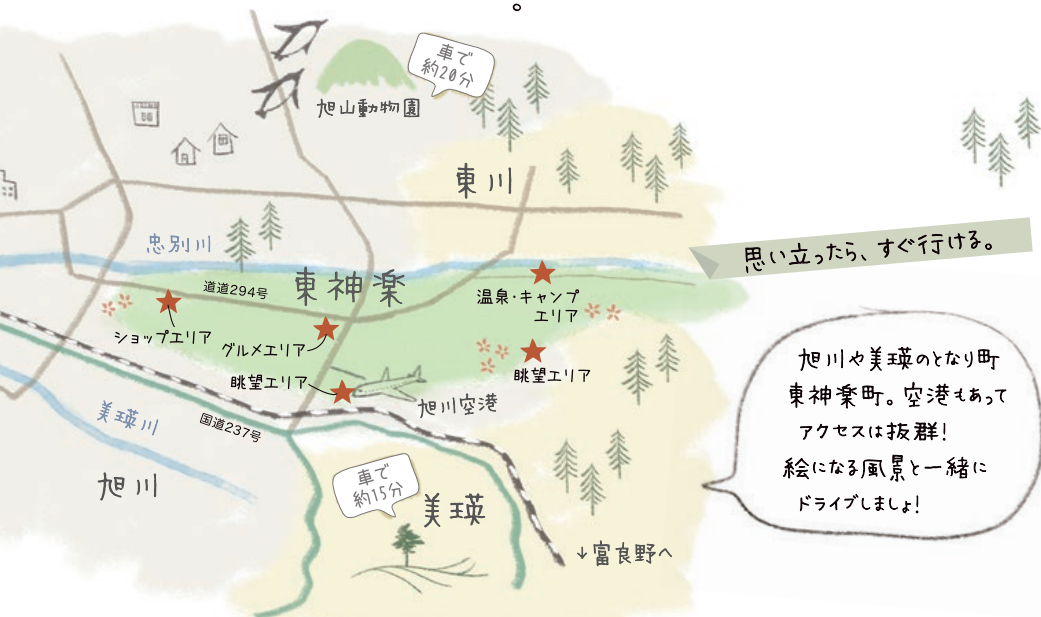 。
車で
約20分
旭山動物園
東川
忠別川
思い立ったら、すぐ行ける。
東神楽
道道294号
温泉・キャンプ
エリア
ショップエリア
グルメエリア
眺望エリア
眺望エリア
旭川空港
旭川や美瑛のとなり町
東神楽町。空港もあって
アクセスは抜群!
絵になる風景と一緒に
ドライブしましょ!
美瑛川
国道237号
旭川
車で
約15分
美瑛
↓富良野へ